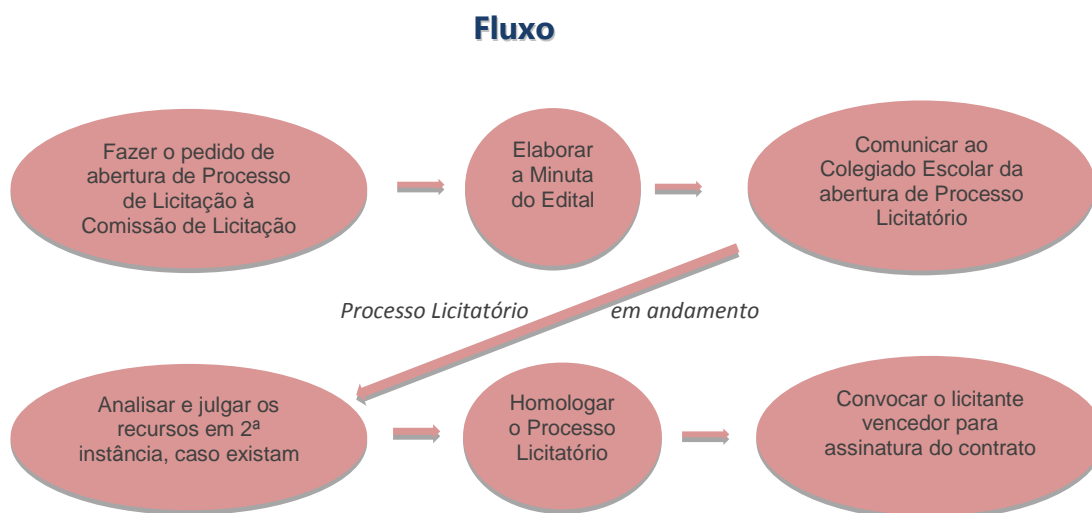 Fluxo
Fazer o pedido de
abertura de Processo
de Licitação à
Comissão de Licitação
Elaborar
a Minuta
do Edital
Comunicar ao
Colegiado Escolar da
abertura de Processo
Licitatório
Processo Licitatório em andamento
Analisar e julgar os
recursos em 2ª
instância, caso existam
Homologar
o Processo
Licitatório
Convocar o licitante
vencedor para
assinatura do contrato